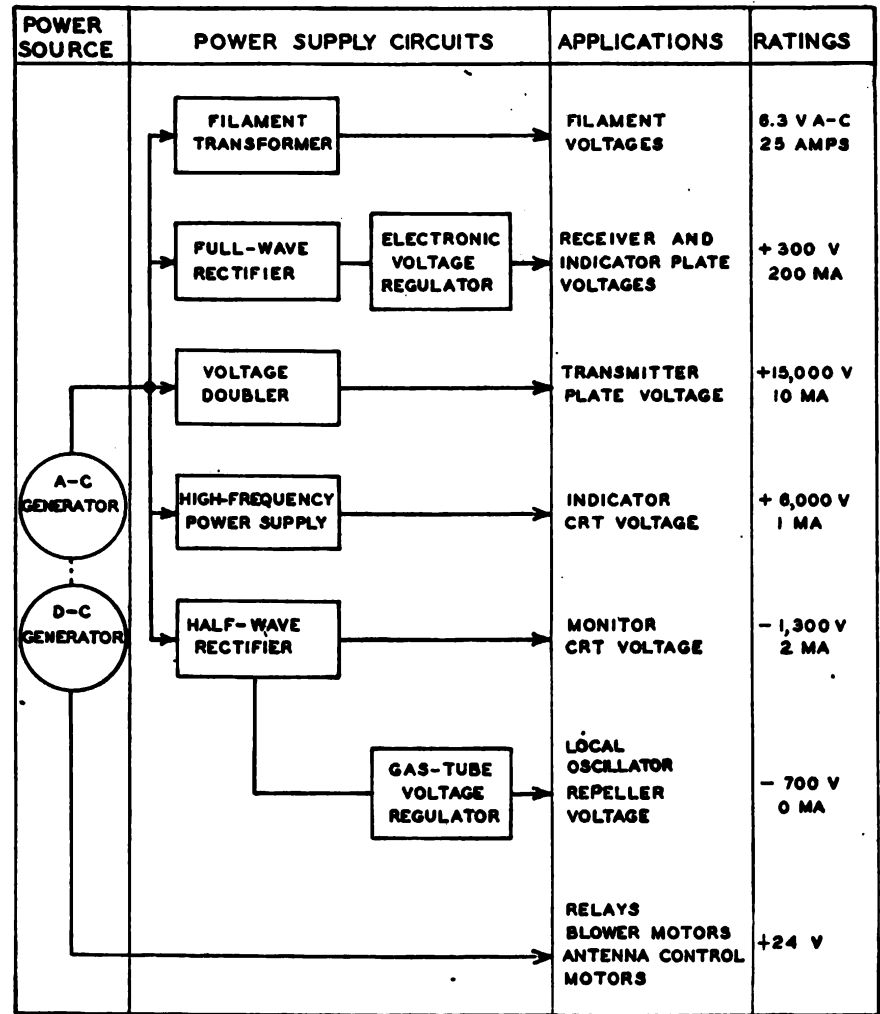 POWER SOURCE
POWER SUPPLY CIRCUITS
APPLICATIONS
RATINGS
FILAMENT
TRANSFORMER
FILAMENT
VOLTAGES
6.3 V A-C
25 AMPS
FULL-WAVE
RECTIFIER
ELECTRONIC
VOLTAGE
REGULATOR
RECEIVER AND
INDICATOR PLATE
VOLTAGES
+300 V
200 MA
VOLTAGE
DOUBLER
TRANSMITTER
PLATE VOLTAGE
+15,000 V
10 MA
A-C
GENERATOR
HIGH-FREQUENCY
POWER SUPPLY
INDICATOR
CRT VOLTAGE
+ 6,000 V
1 MA
D-C
GENERATOR
HALF-WAVE
RECTIFIER
MONITOR
CRT VOLTAGE
- 1,300 V
2 MA
GAS-TUBE
VOLTAGE
REGULATOR
LOCAL
OSCILLATOR
REPELLER
VOLTAGE
- 700 V
0 MA
RELAYS
BLOWER MOTORS
ANTENNA CONTROL
MOTORS
+24 V